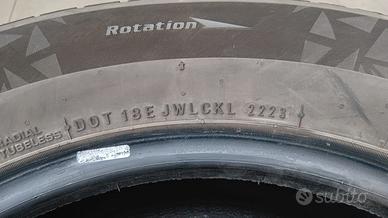 Rotation
RADIAL
TUBELESS
DOT 18E JWLCKL 2223
subito